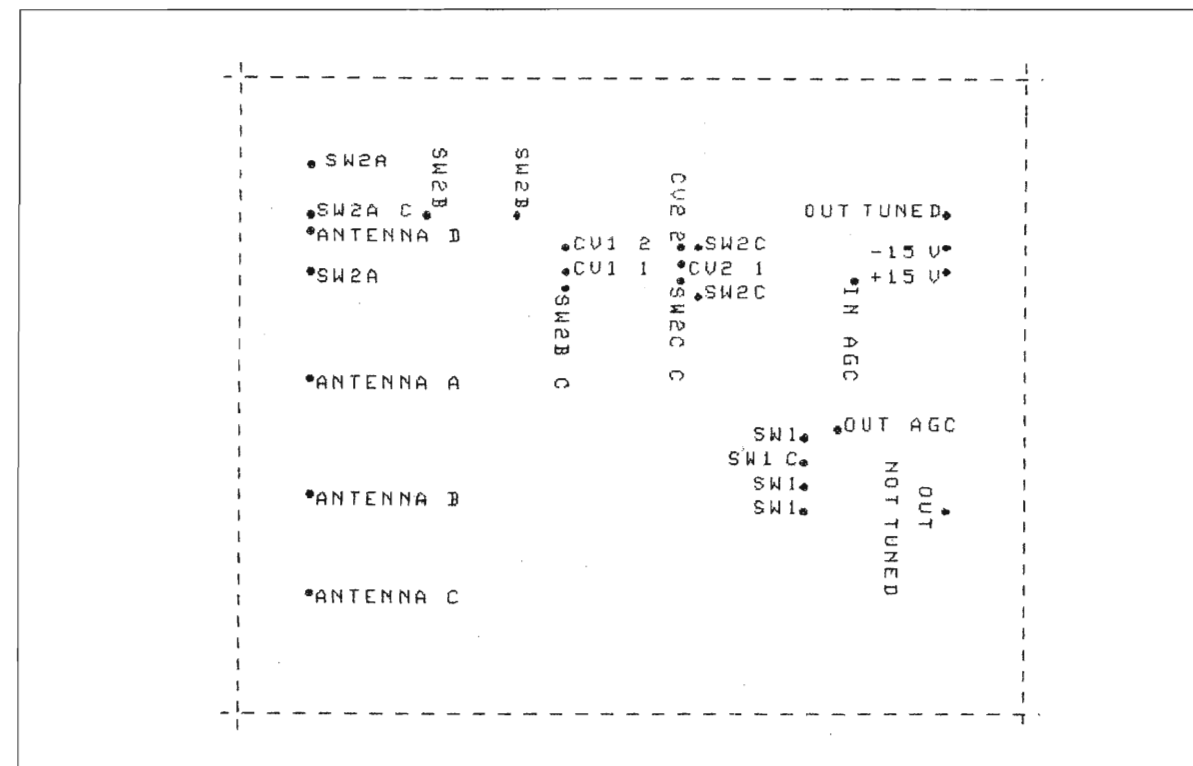 SW2A
SW2B
SW2B
CV2 2
SW2A C
OUT TUNED
ANTENNA D
CV1 2
SW2C
-15 V
CV1 1
CV2 1
SW2A
+15 V
SW2C
SW2B C
SW2C C
IN AGC
ANTENNA A
OUT AGC
SW1
SW1 C
SW1
SW1
ANTENNA B
OUT
NOT TUNED
ANTENNA C